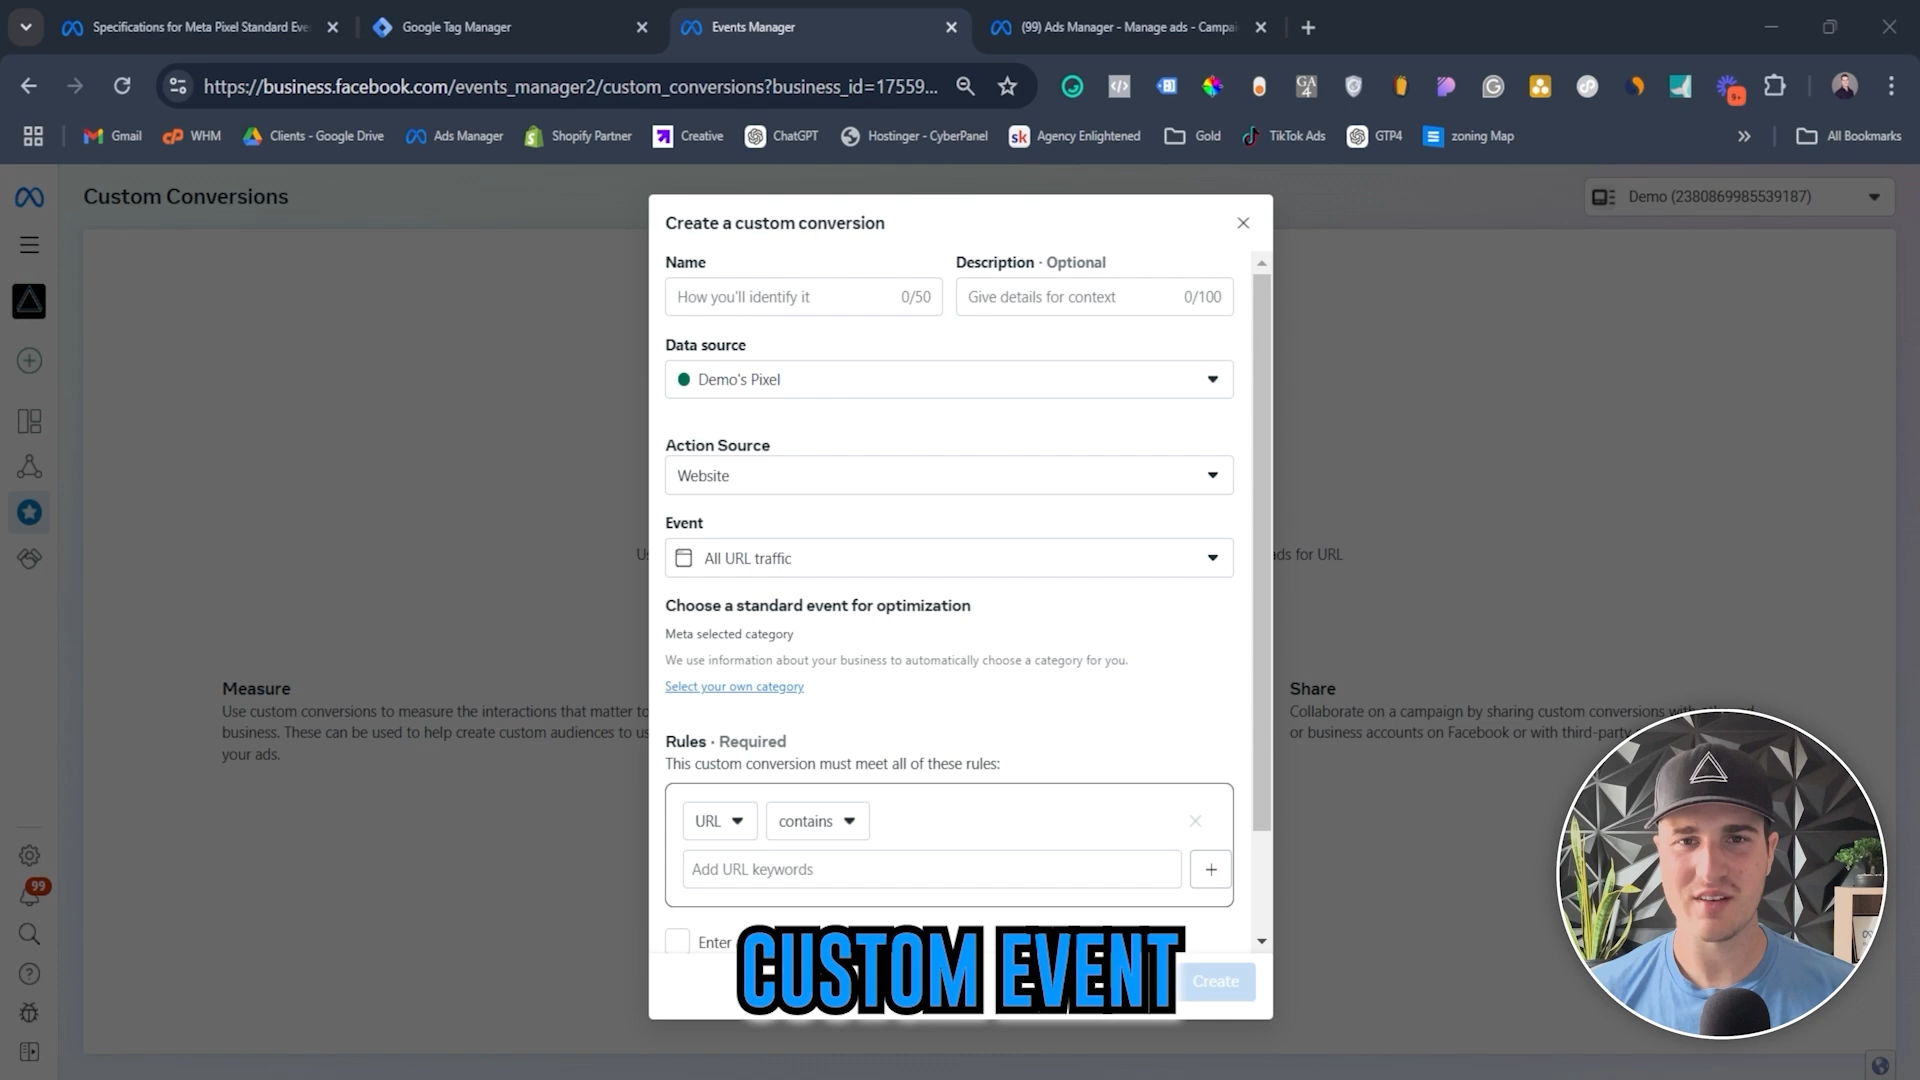 Specifications for Meta Pixel Standard Eve
Google Tag Manager
Events Manager
(99) Ads Manager - Manage ads - Campa
https://business.facebook.com/events_manager2/custom_conversions?business_id=17559...
GA
4
9+
Gmail
WHM
Clients - Google Drive
Ads Manager
Shopify Partner
Creative
ChatGPT
Hostinger - CyberPanel
sk
Agency Enlightened
Gold
TikTok Ads
GTP4
zoning Map
All Bookmarks
Custom Conversions
Demo (2380869985539187)
Create a custom conversion
Name
Description · Optional
How you'll identify it
0/50
Give details for context
0/100
Data source
Demo's Pixel
Action Source
Website
Event
All URL traffic
ads for URL
Choose a standard event for optimization
Meta selected category
We use information about your business to automatically choose a category for you.
Select your own category
Measure
Use custom conversions to measure the interactions that matter to
business. These can be used to help create custom audiences to us
your ads.
Share
Collaborate on a campaign by sharing custom conversions with
or business accounts on Facebook or with third-party
Rules · Required
This custom conversion must meet all of these rules:
URL
contains
Add URL keywords
Enter
CUSTOM EVENT
Create
99